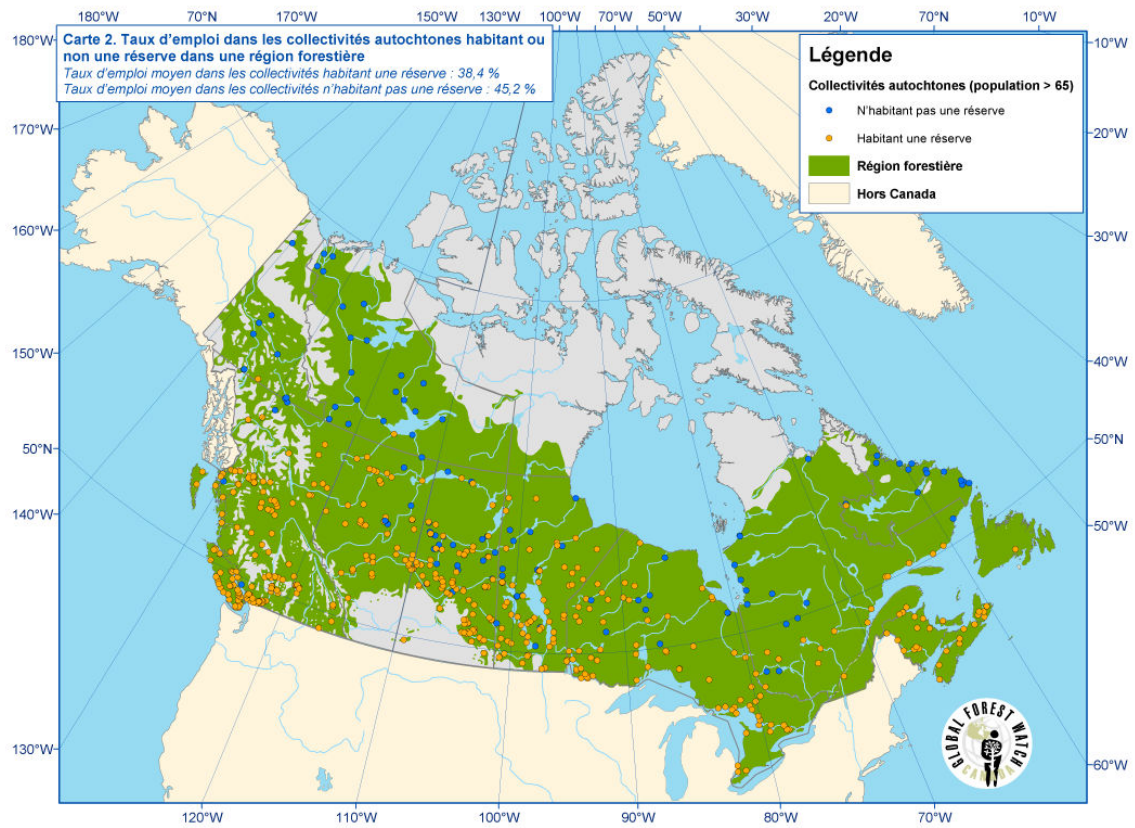 180°W
70°N
170°W
150°W
130°W
100°W
80°W
60°W
50°W
30°W
20°W
70°N
10°W
180°W
170°W
160°W
150°W
50°N
140°W
130°W
Carte 2. Taux d'emploi dans les collectivités autochtones habitant ou
non une réserve dans une région forestière
Taux d'emploi moyen dans les collectivités habitant une réserve : 38,4 %
Taux d'emploi moyen dans les collectivités n'habitant pas une réserve : 45,2 %
Légende
Collectivités autochtones (population > 65)
N'habitant pas une réserve
Habitant une réserve
Région forestière
Hors Canada
10°W
20°W
30°W
40°W
50°N
50°W
60°W
GLOBAL FOREST WATCH
CANADA
120°W
110°W
100°W
90°W
80°W
70°W